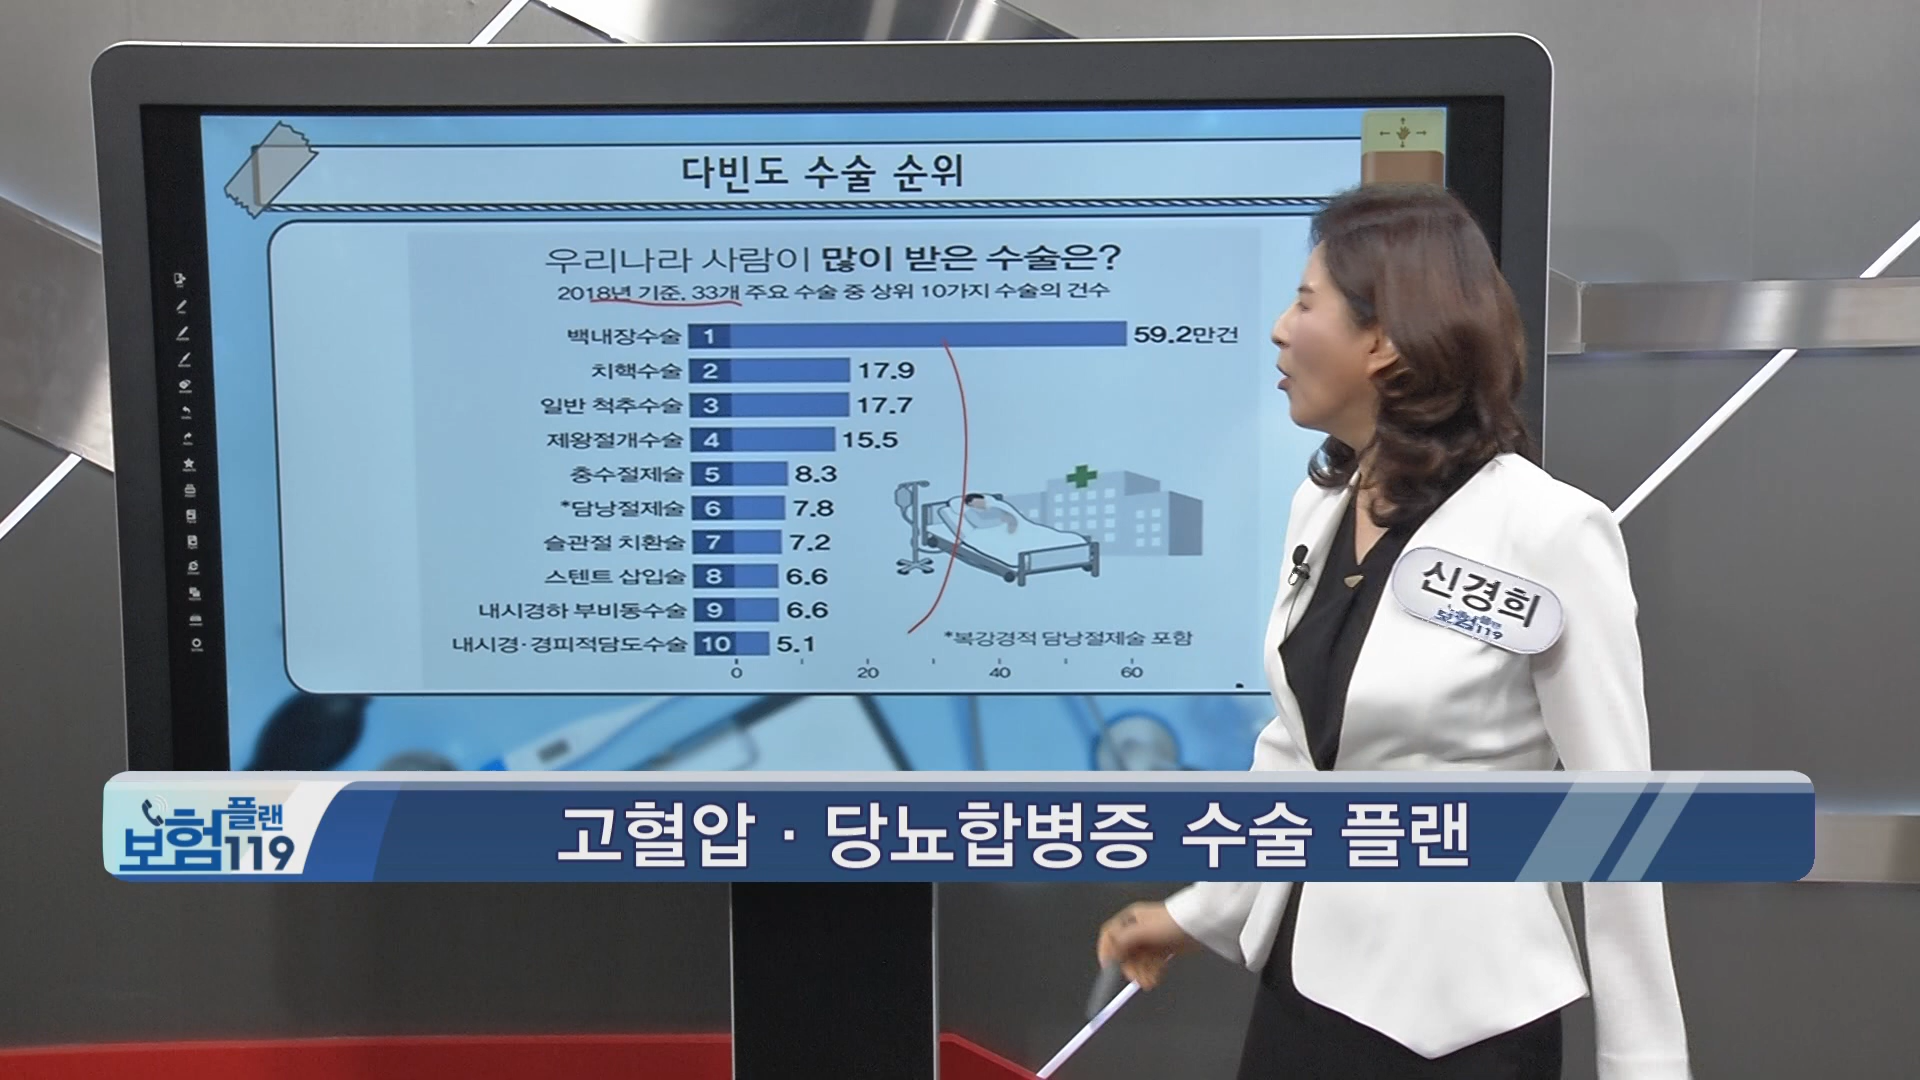 다빈도 수술 순위
우리나라 사람이 많이 받은 수술은?
2018년 기준. 33개 주요 수술 중 상위 10가지 수술의 건수
백내장수술 1 59.2만건
치핵수술 2 17.9
일반 척추수술 3 17.7
제왕절개수술 4 15.5
충수절제술 5 8.3
*담낭절제술 6 7.8
슬관절 치환술 7 7.2
스텐트 삽입술 8 6.6
내시경하 부비동수술 9 6.6
내시경·경피적담도수술 10 5.1
*복강경적 담낭절제술 포함
0 20 40 60
신경희
보험플랜119
보험플랜119
고혈압 · 당뇨합병증 수술 플랜